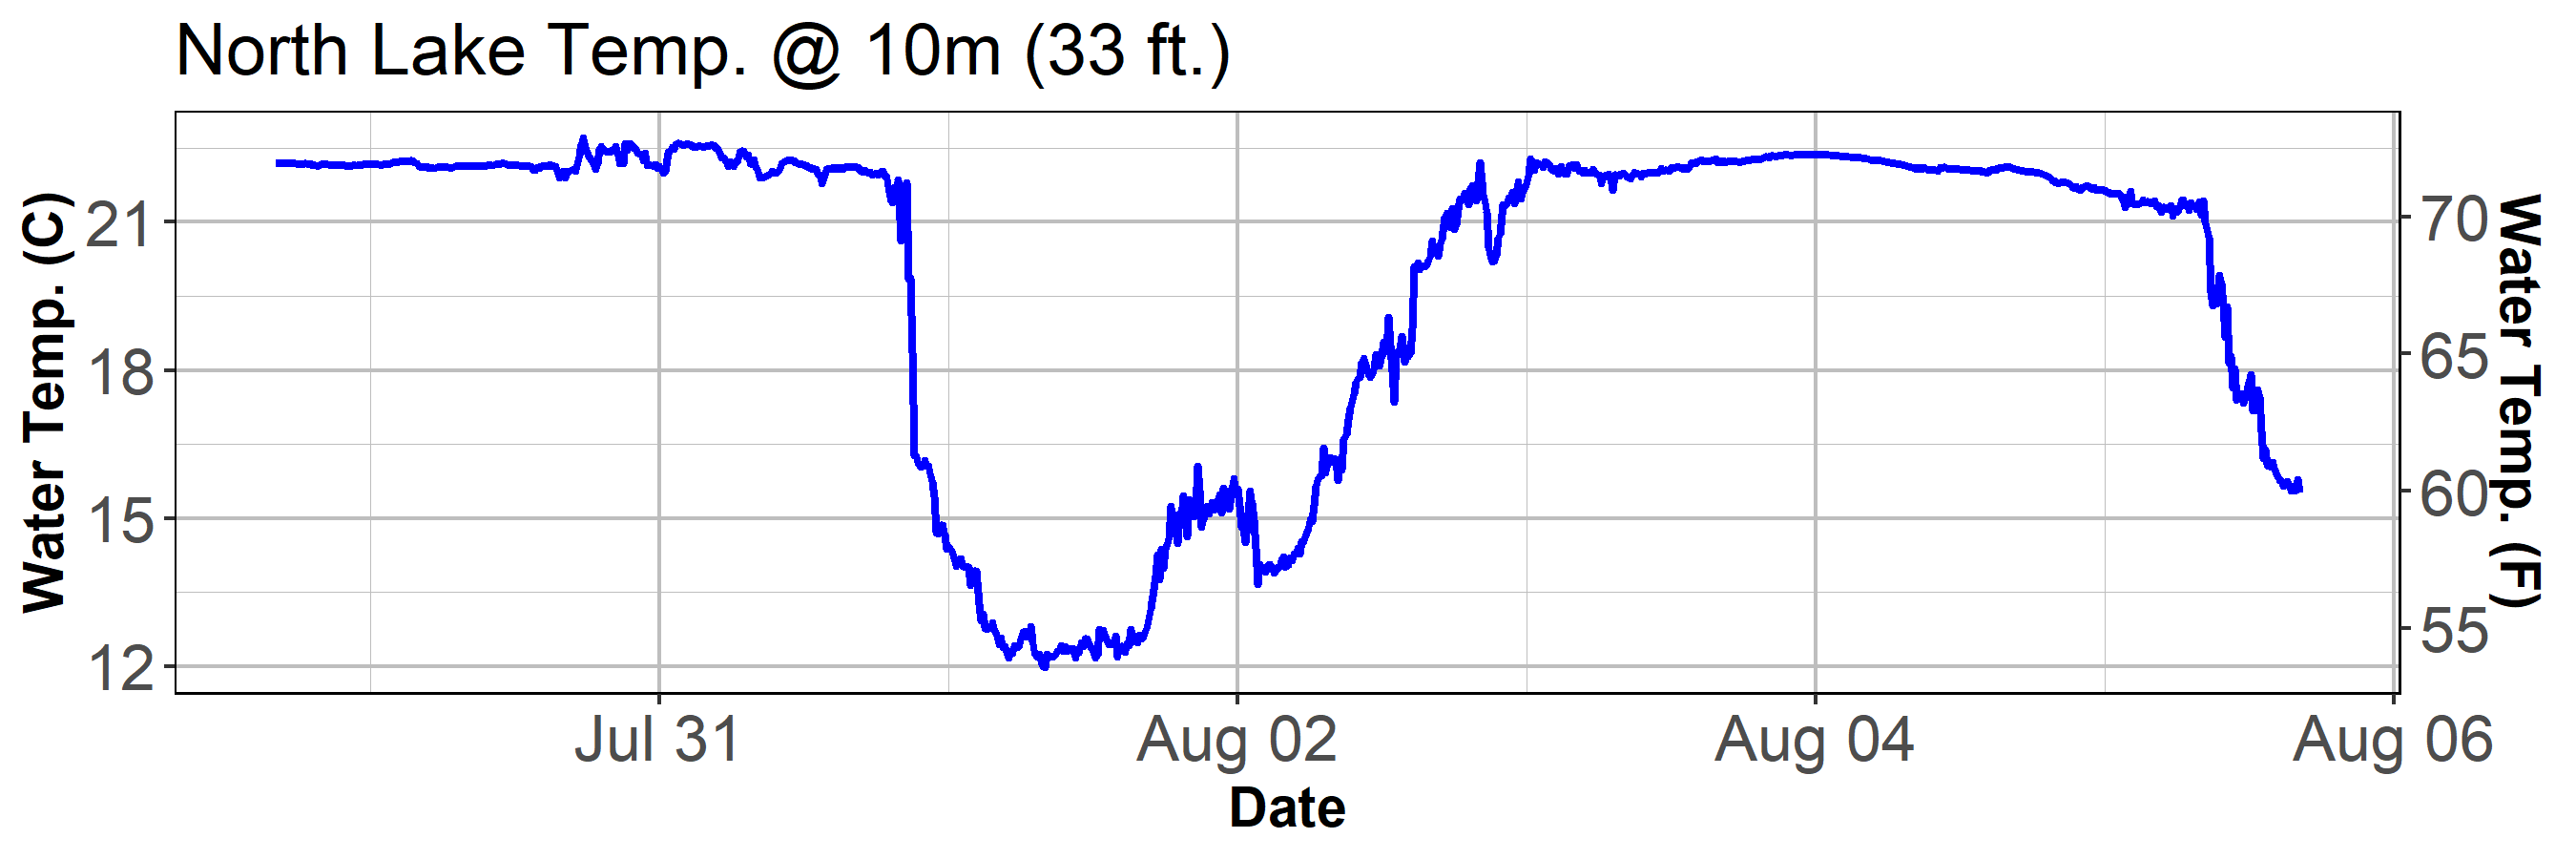 North Lake Temp. @ 10m (33 ft.)
Water Temp. (C)
21
18
15
12
70
65
60
55
Water Temp. (F)
Jul 31
Aug 02
Aug 04
Aug 06
Date